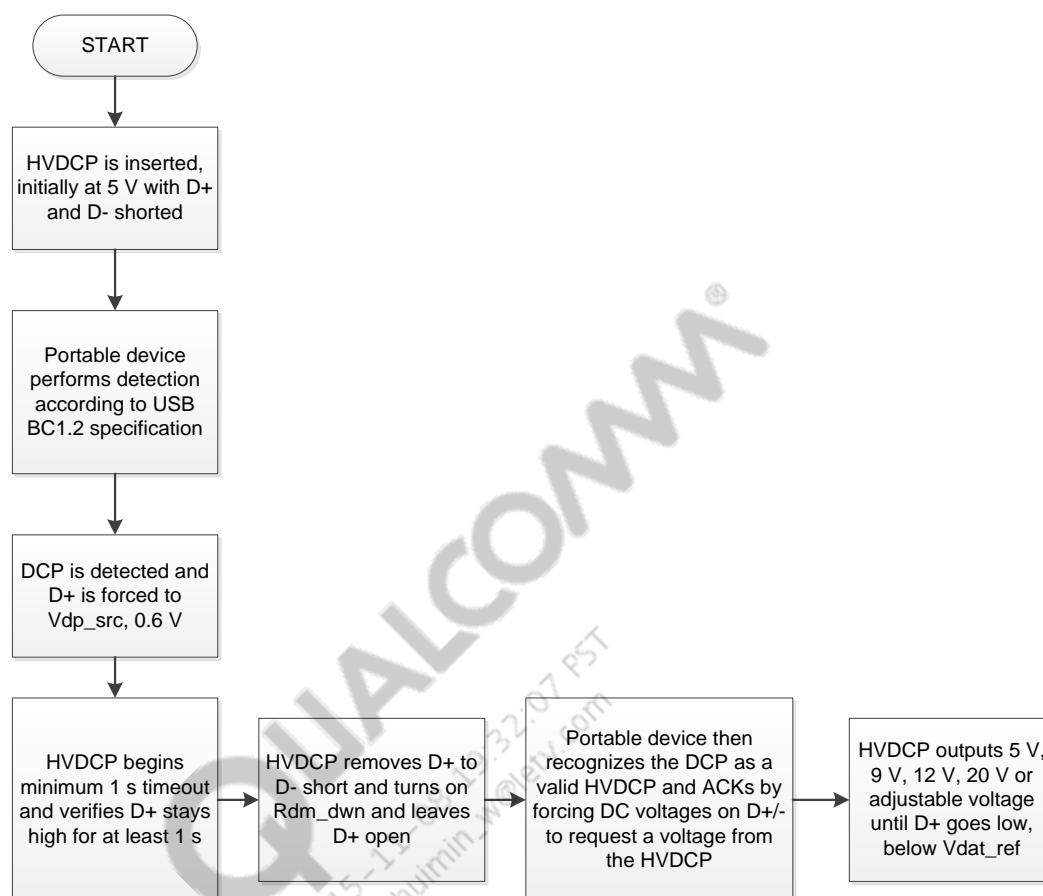 START
HVDCP is inserted,
initially at 5 V with D+
and D- shorted
Portable device
performs detection
according to USB
BC1.2 specification
DCP is detected and
D+ is forced to
Vdp_src, 0.6 V
HVDCP begins
minimum 1 s timeout
and verifies D+ stays
high for at least 1 s
HVDCP removes D+ to
D- short and turns on
Rdm_dwn and leaves
D+ open
Portable device then
recognizes the DCP as a
valid HVDCP and ACKs by
forcing DC voltages on D+/-
to request a voltage from
the HVDCP
HVDCP outputs 5 V,
9 V, 12 V, 20 V or
adjustable voltage
until D+ goes low,
below Vdat_ref
QUALCOMM®
PST